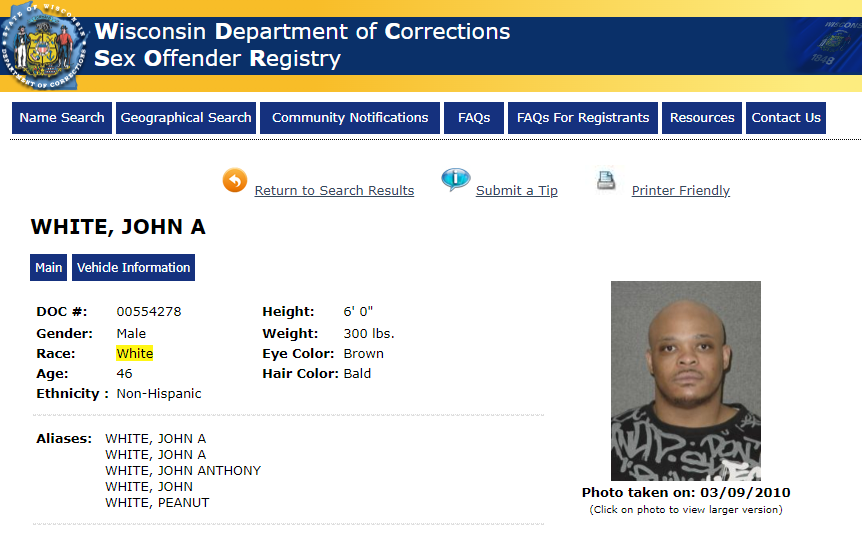 Wisconsin Department of Corrections
Sex Offender Registry
STATE OF WISCONSIN
DEPARTMENT OF CORRECTIONS
1848
Name Search
Geographical Search
Community Notifications
FAQs
FAQs For Registrants
Resources
Contact Us
Return to Search Results
Submit a Tip
Printer Friendly
WHITE, JOHN A
Main
Vehicle Information
DOC #: 00554278 Height: 6' 0"
Gender: Male Weight: 300 lbs.
Race: White Eye Color: Brown
Age: 46 Hair Color: Bald
Ethnicity : Non-Hispanic
Aliases: WHITE, JOHN A
WHITE, JOHN A
WHITE, JOHN ANTHONY
WHITE, JOHN
WHITE, PEANUT
Photo taken on: 03/09/2010
(Click on photo to view larger version)